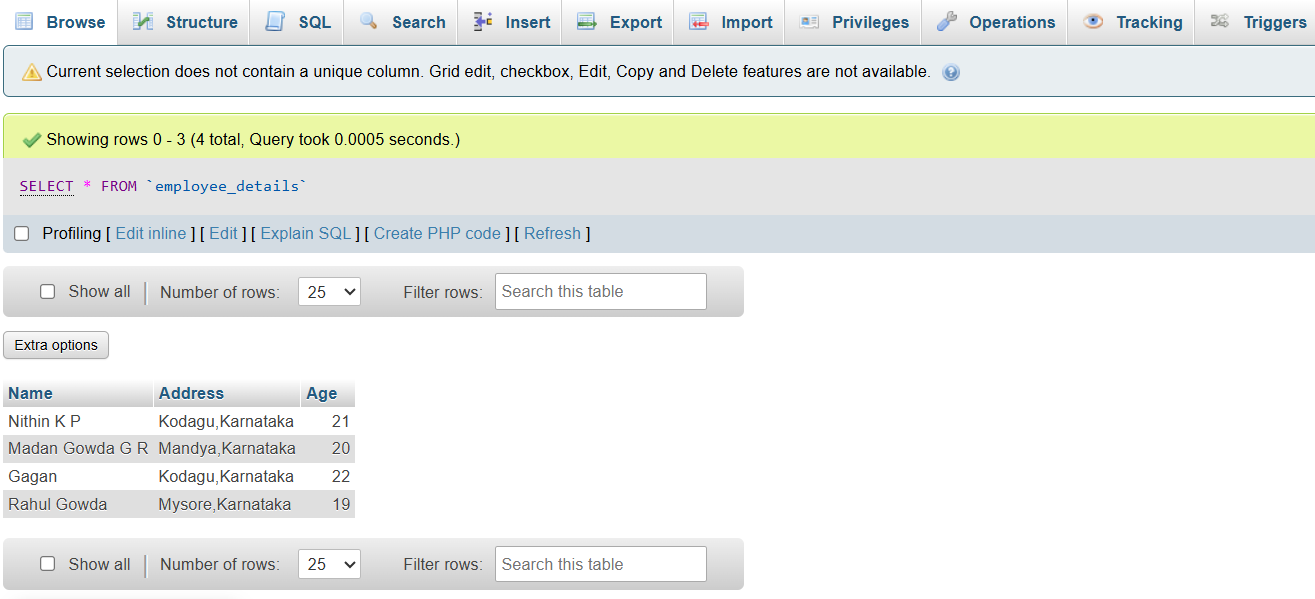 Browse Structure SQL Search Insert Export Import Privileges Operations Tracking Triggers
Current selection does not contain a unique column. Grid edit, checkbox, Edit, Copy and Delete features are not available.
Showing rows 0 - 3 (4 total, Query took 0.0005 seconds.)
SELECT * FROM `employee_details`
Profiling [ Edit inline ] [ Edit ] [ Explain SQL ] [ Create PHP code ] [ Refresh ]
Show all Number of rows: 25 Filter rows: Search this table
Extra options
Name Address Age
Nithin K P Kodagu,Karnataka 21
Madan Gowda G R Mandya,Karnataka 20
Gagan Kodagu,Karnataka 22
Rahul Gowda Mysore,Karnataka 19
Show all Number of rows: 25 Filter rows: Search this table